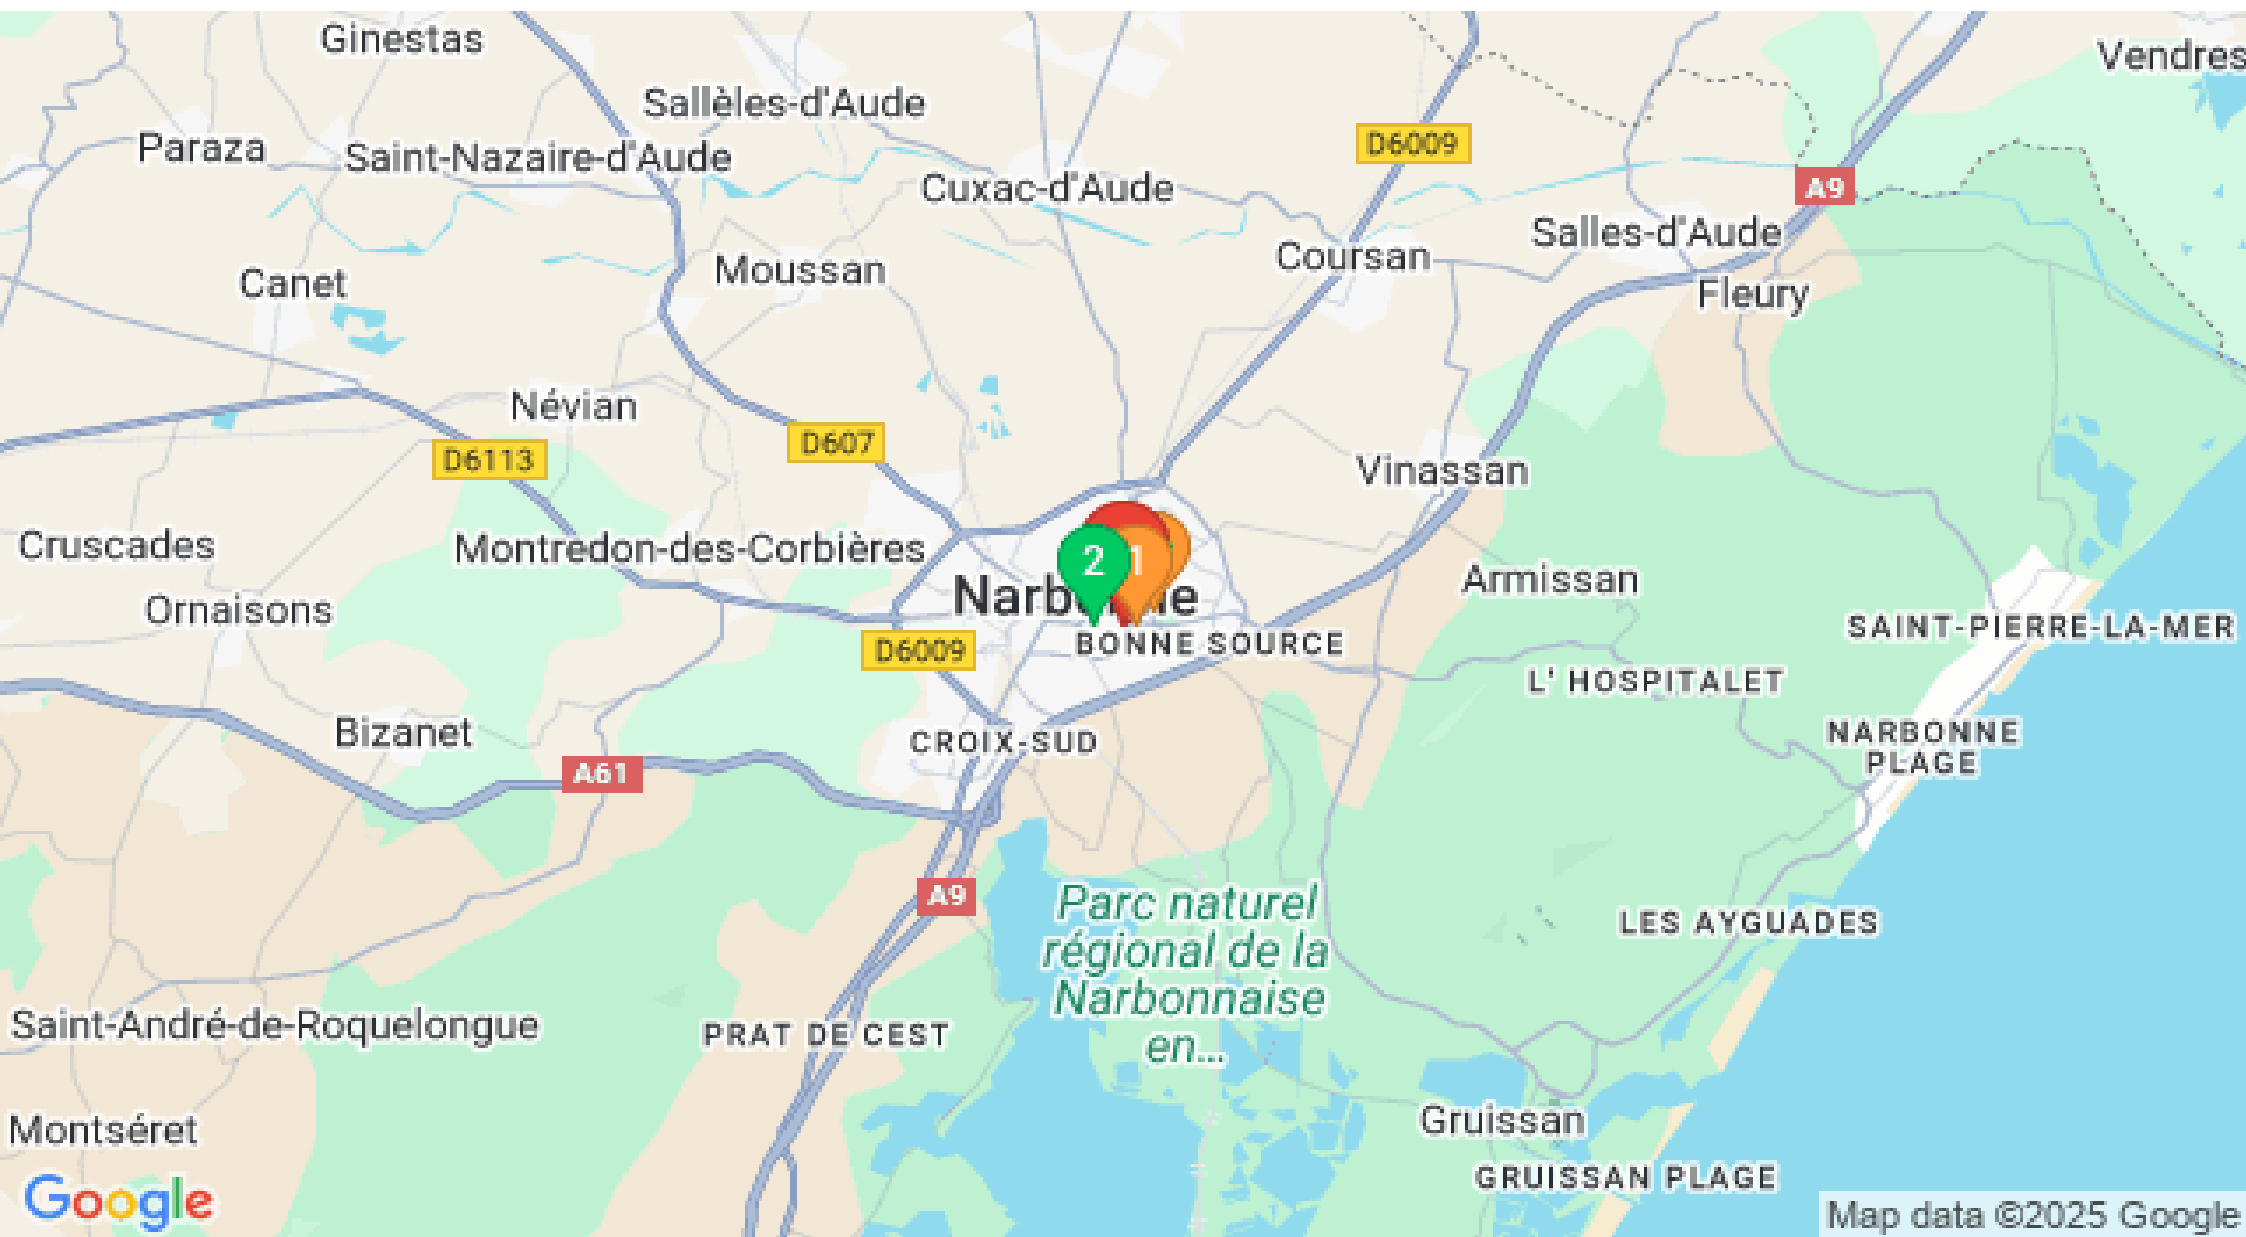 Ginestas
Vendres
Sallèles-d'Aude
D6009
Paraza
Saint-Nazaire-d'Aude
Cuxac-d'Aude
A9
Salles-d'Aude
Coursan
Moussan
Canet
Fleury
Névian
D607
D6113
Vinassan
Cruscades
Montredon-des-Corbières
2
1
Armissan
Ornaisons
SAINT-PIERRE-LA-MER
D6009
BONNE SOURCE
L' HOSPITALET
Bizanet
CROIX-SUD
NARBONNE
PLAGE
A61
A9
Parc naturel
régional de la
Narbonnaise
en...
LES AYGUADES
Saint-André-de-Roquelongue
PRAT DE CEST
Montséret
Gruissan
GRUISSAN PLAGE
Google
Map data ©2025 Google